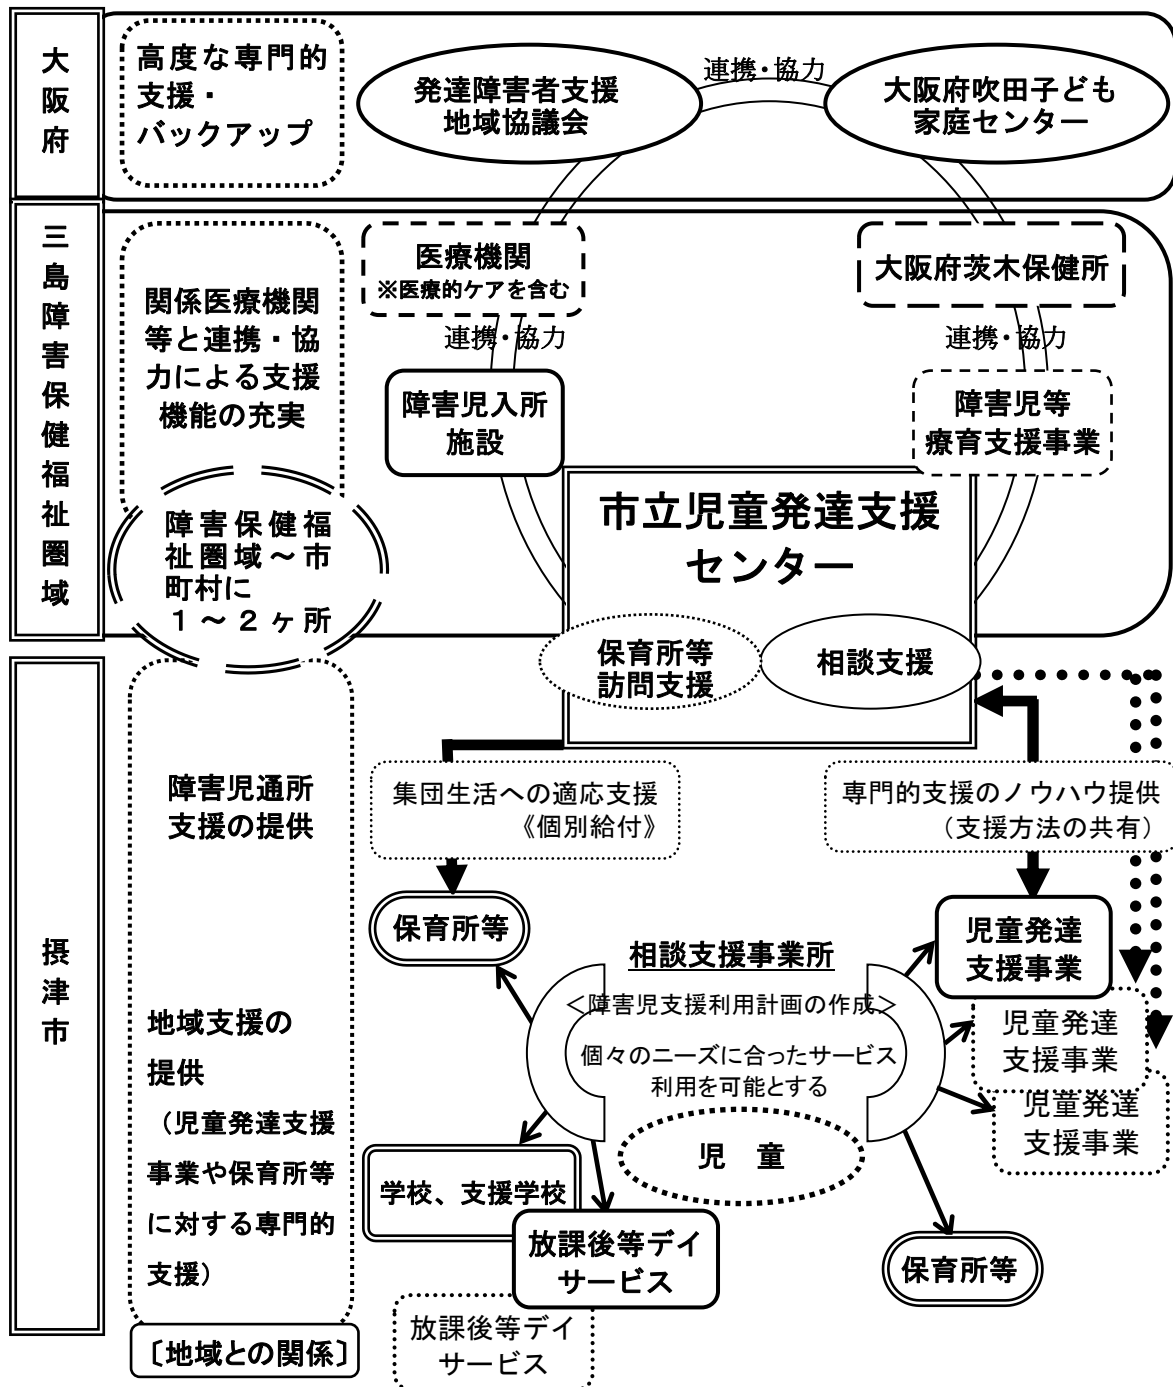 大阪府
高度な専門的
支援・
バックアップ
発達障害者支援
地域協議会
連携・協力
大阪府吹田子ども
家庭センター
三島障害保健福祉圏域
関係医療機関
等と連携・協
力による支援
機能の充実
医療機関
※医療的ケアを含む
大阪府茨木保健所
連携・協力
連携・協力
障害児入所
施設
障害児等
療育支援事業
障害保健福
祉圏域～市
町村に
１～２ヶ所
市立児童発達支援
センター
保育所等
訪問支援
相談支援
摂津市
障害児通所
支援の提供
集団生活への適応支援
《個別給付》
専門的支援のノウハウ提供
（支援方法の共有）
保育所等
児童発達
支援事業
相談支援事業所
＜障害児支援利用計画の作成＞
個々のニーズに合ったサービス
利用を可能とする
児童発達
支援事業
児童発達
支援事業
地域支援の
提供
（児童発達支援
事業や保育所等
に対する専門的
支援）
児　童
学校、支援学校
放課後等デイ
サービス
保育所等
放課後等デイ
サービス
〔地域との関係〕